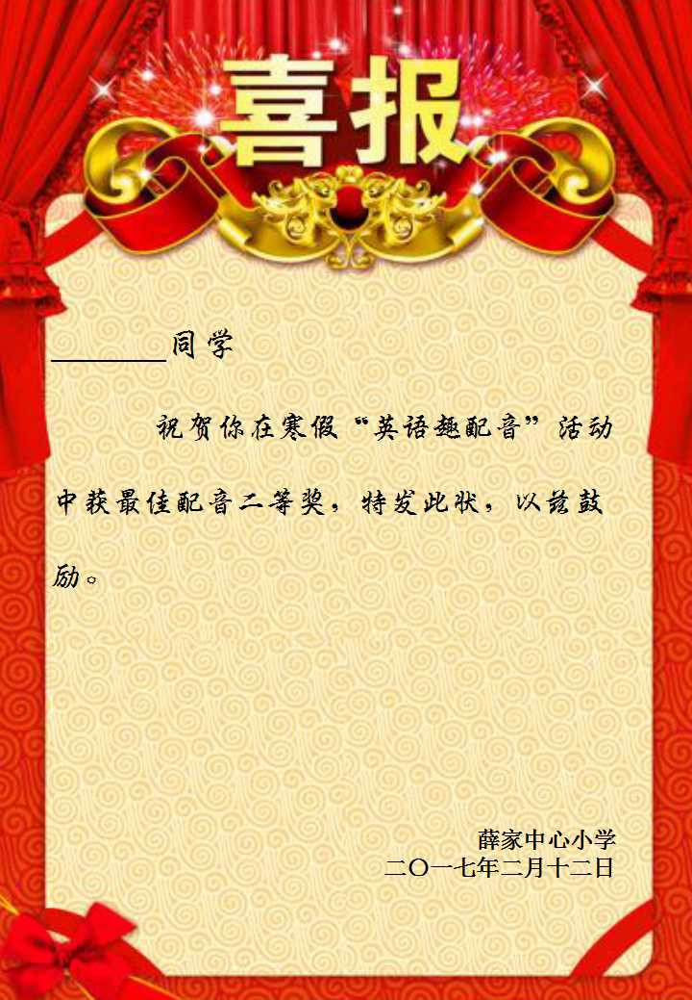 喜报
______同学
祝贺你在寒假“英语趣配音”活动
中获最佳配音二等奖，特发此状，以兹鼓
励。
薛家中心小学
二〇一七年二月十二日